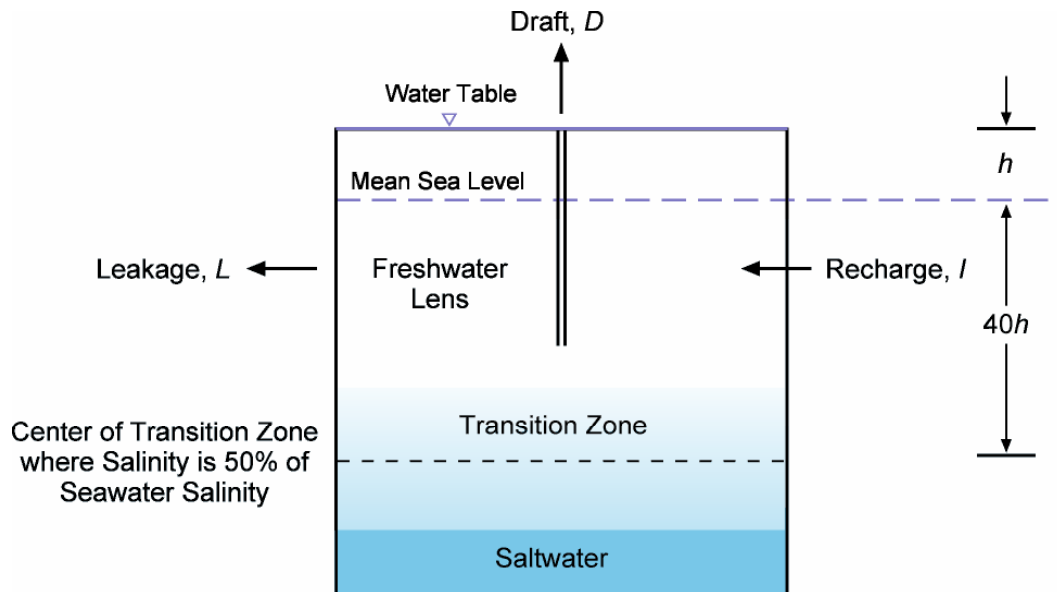 Draft, D
Water Table
Mean Sea Level
h
Leakage, L
Freshwater
Lens
Recharge, I
40h
Transition Zone
Center of Transition Zone
where Salinity is 50% of
Seawater Salinity
Saltwater